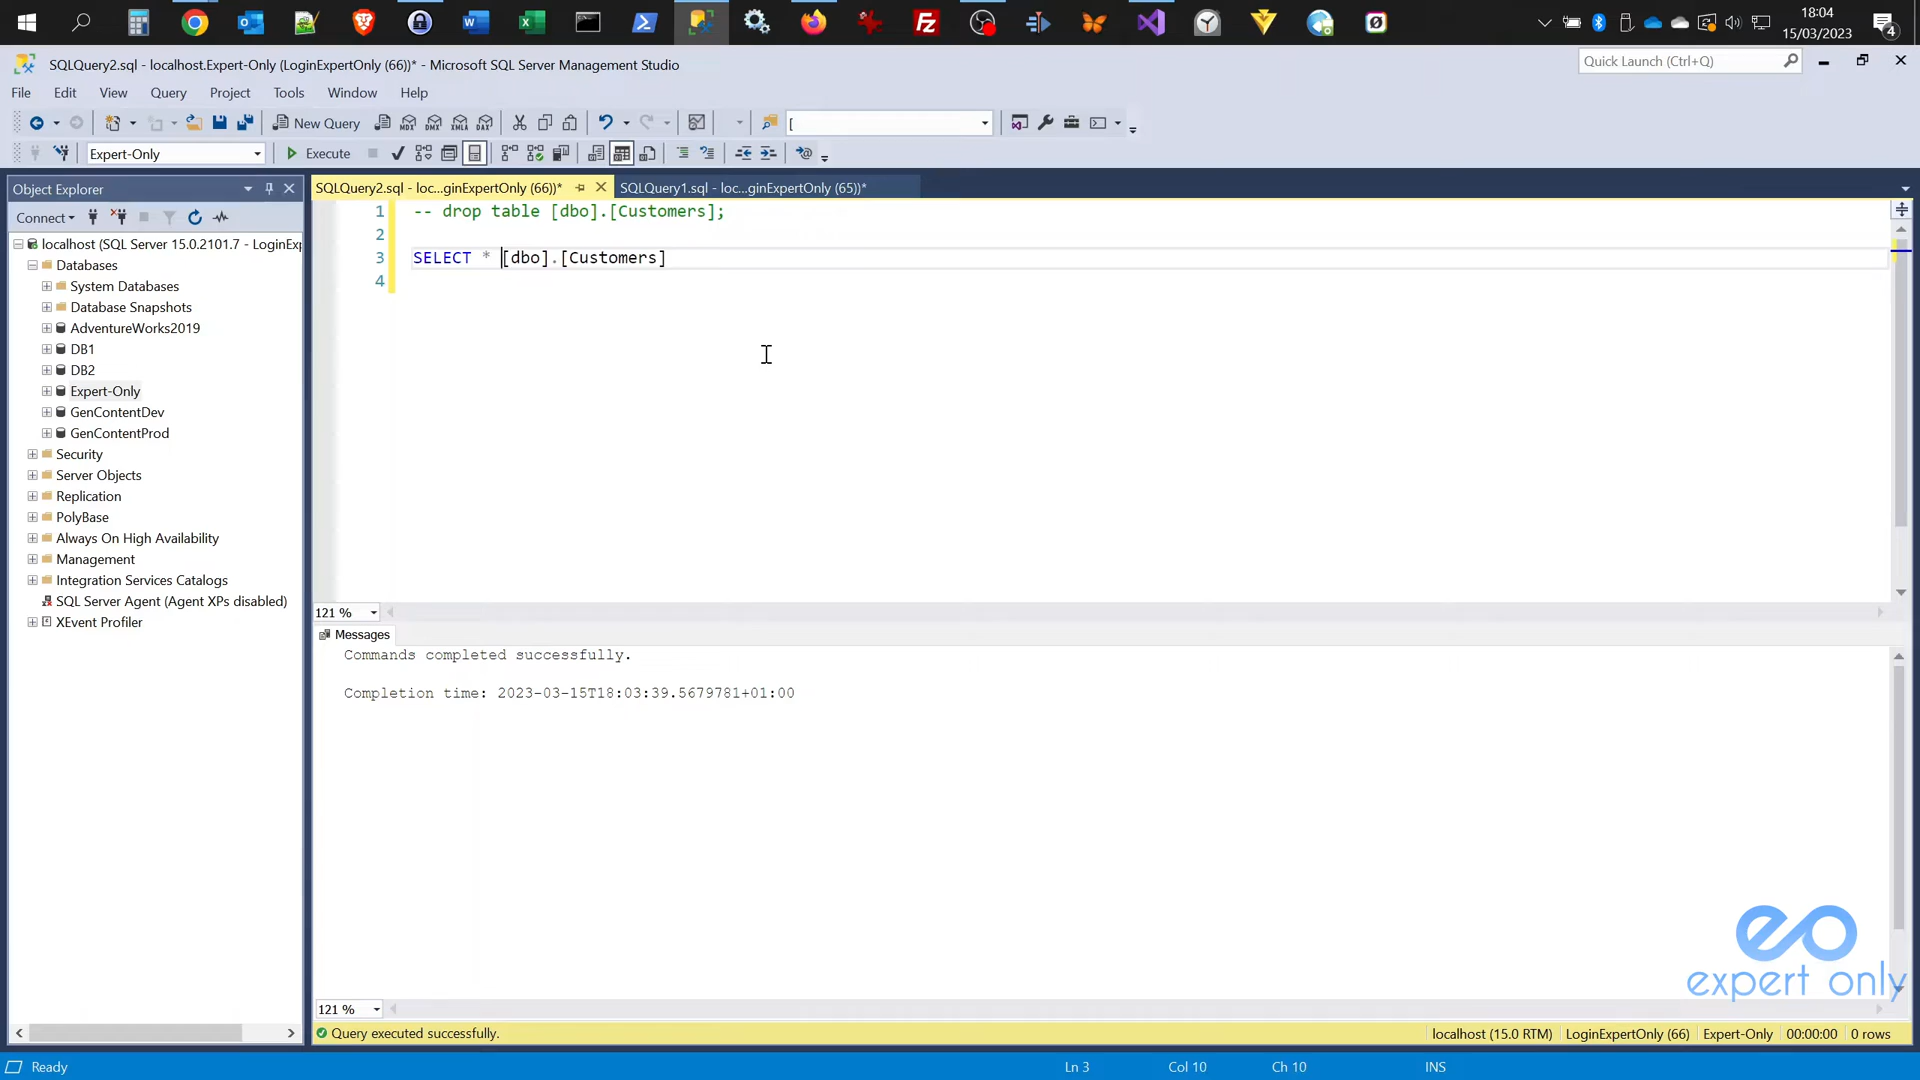 18:04
15/03/2023
4
SQLQuery2.sql - localhost.Expert-Only (LoginExpertOnly (66))* - Microsoft SQL Server Management Studio
Quick Launch (Ctrl+Q)
File Edit View Query Project Tools Window Help
New Query
[
Expert-Only
Execute
Object Explorer
SQLQuery2.sql - loc...ginExpertOnly (66))*
SQLQuery1.sql - loc...ginExpertOnly (65))*
Connect
localhost (SQL Server 15.0.2101.7 - LoginExp
Databases
System Databases
Database Snapshots
AdventureWorks2019
DB1
DB2
Expert-Only
GenContentDev
GenContentProd
Security
Server Objects
Replication
PolyBase
Always On High Availability
Management
Integration Services Catalogs
SQL Server Agent (Agent XPs disabled)
XEvent Profiler
1 -- drop table [dbo].[Customers];
2
3 SELECT * [dbo].[Customers]
4
121 %
Messages
Commands completed successfully.
Completion time: 2023-03-15T18:03:39.5679781+01:00
expert only
121 %
Query executed successfully.
localhost (15.0 RTM) LoginExpertOnly (66) Expert-Only 00:00:00 0 rows
Ready
Ln 3 Col 10 Ch 10 INS